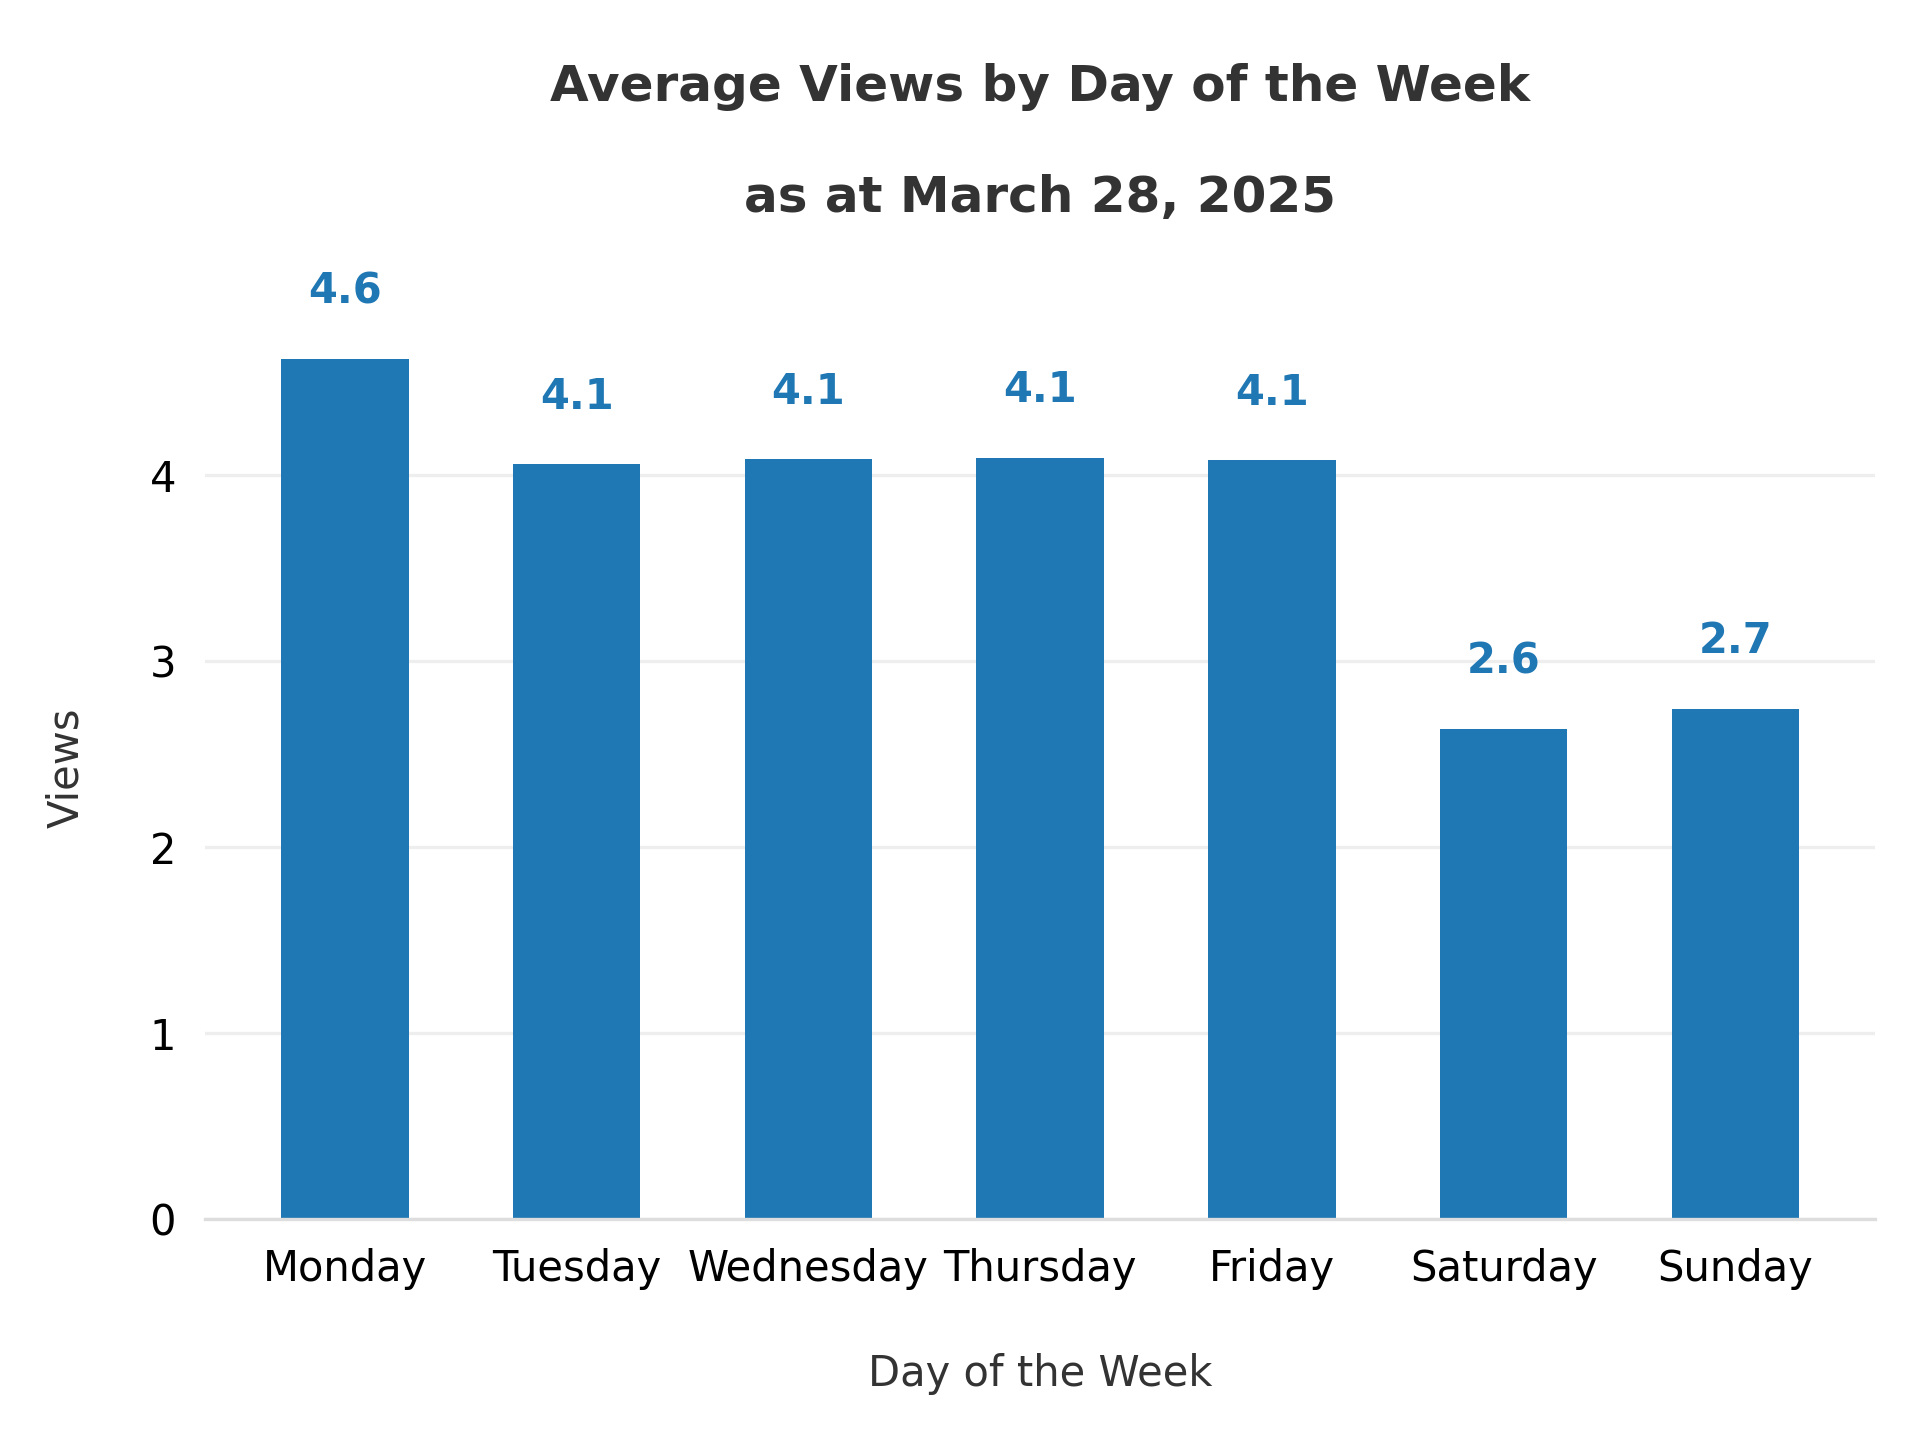 Average Views by Day of the Week
as at March 28, 2025
4.6
4.1
4.1
4.1
4.1
2.6
2.7
4
3
2
1
0
Views
Monday Tuesday Wednesday Thursday Friday Saturday Sunday
Day of the Week